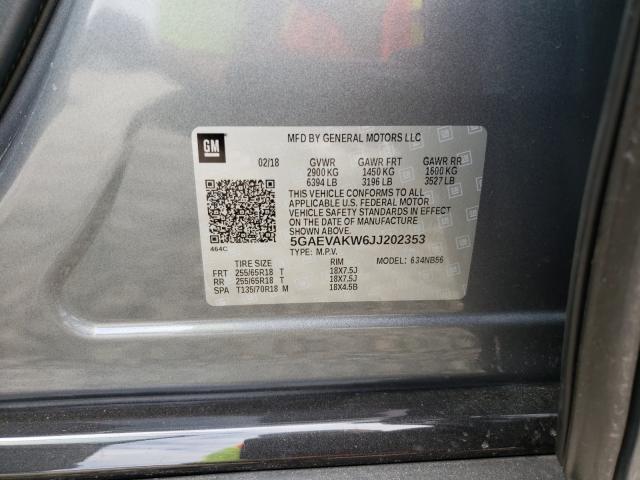 GM
MFD BY GENERAL MOTORS LLC
02/18 GVWR GAWR FRT GAWR RR
2900 KG 1450 KG 1600 KG
6394 LB 3196 LB 3527 LB
THIS VEHICLE CONFORMS TO ALL
APPLICABLE U.S. FEDERAL MOTOR
VEHICLE SAFETY STANDARDS IN EFFECT
ON THE DATE OF MANUFACTURE
SHOWN ABOVE.
464C 5GAEVAKW6JJ202353
TYPE: M.P.V. MODEL: 634NB56
TIRE SIZE RIM
FRT 255/65R18 T 18X7.5J
RR 255/65R18 T 18X7.5J
SPA T135/70R18 M 18X4.5B